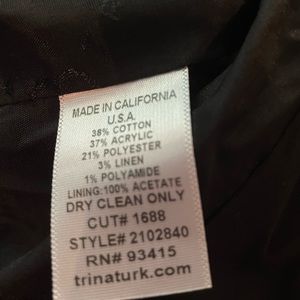 MADE IN CALIFORNIA
U.S.A.
38% COTTON
37% ACRYLIC
21% POLYESTER
3% LINEN
1% POLYAMIDE
LINING:100% ACETATE
DRY CLEAN ONLY
CUT# 1688
STYLE# 2102840
RN# 93415
trinaturk.com